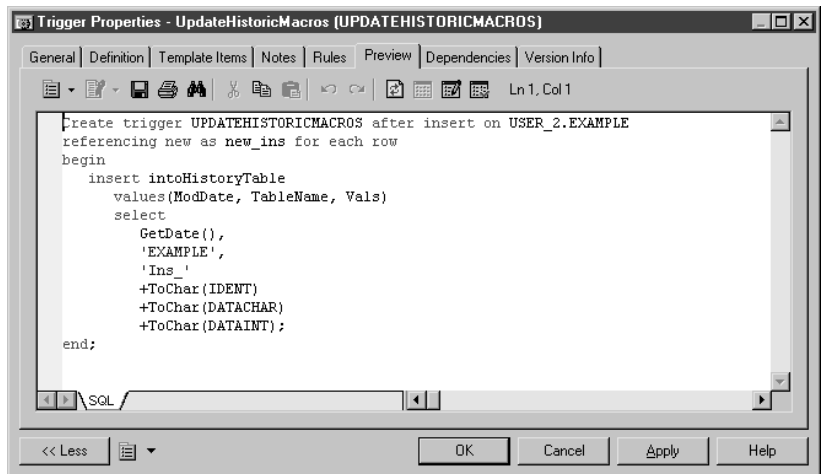 Trigger Properties - UpdateHistoricMacros (UPDATEHISTORICMACROS)
General Definition Template Items Notes Rules Preview Dependencies Version Info
Ln 1, Col 1
Create trigger UPDATEHISTORICMACROS after insert on USER_2.EXAMPLE
referencing new as new_ins for each row
begin
insert intoHistoryTable
values(ModDate, TableName, Vals)
select
GetDate(),
'EXAMPLE',
'Ins_'
+ToChar(IDENT)
+ToChar(DATACHAR)
+ToChar(DATAINT);
end;
SQL
<< Less OK Cancel Apply Help